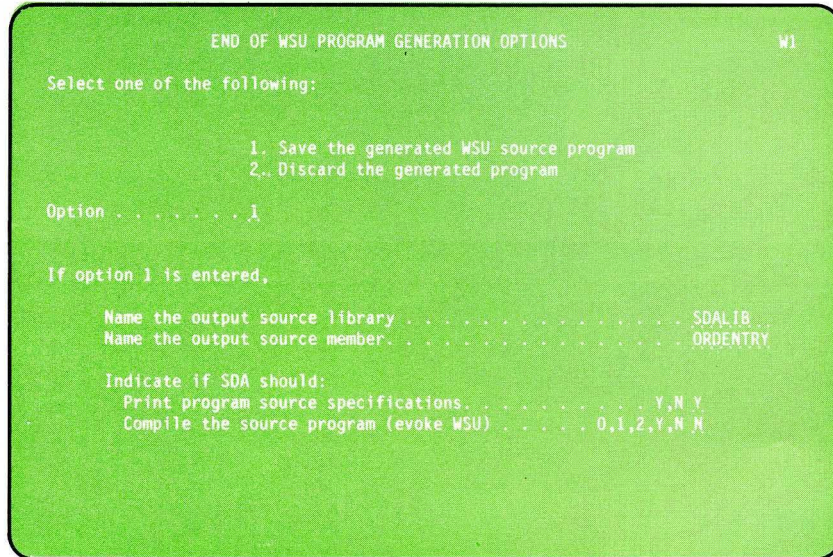 END OF WSU PROGRAM GENERATION OPTIONS W1
Select one of the following:
1. Save the generated WSU source program
2. Discard the generated program
Option . . . . . . . 1
If option 1 is entered,
Name the output source library . . . . . . . . . . . . . . . . SDALIB
Name the output source member. . . . . . . . . . . . . . . . . ORDENTRY
Indicate if SDA should:
Print program source specifications. . . . . . . . . . . Y,N Y
Compile the source program (evoke WSU) . . . . . 0,1,2,Y,N N